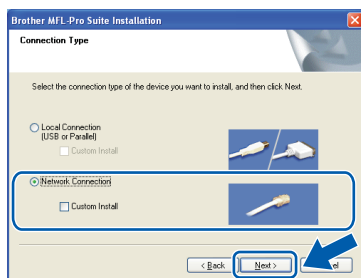 Brother MFL-Pro Suite Installation
Connection Type
Select the connection type of the device you want to install, and then click Next.
Local Connection
(USB or Parallel)
Custom Install
Network Connection
Custom Install
< Back
Next >